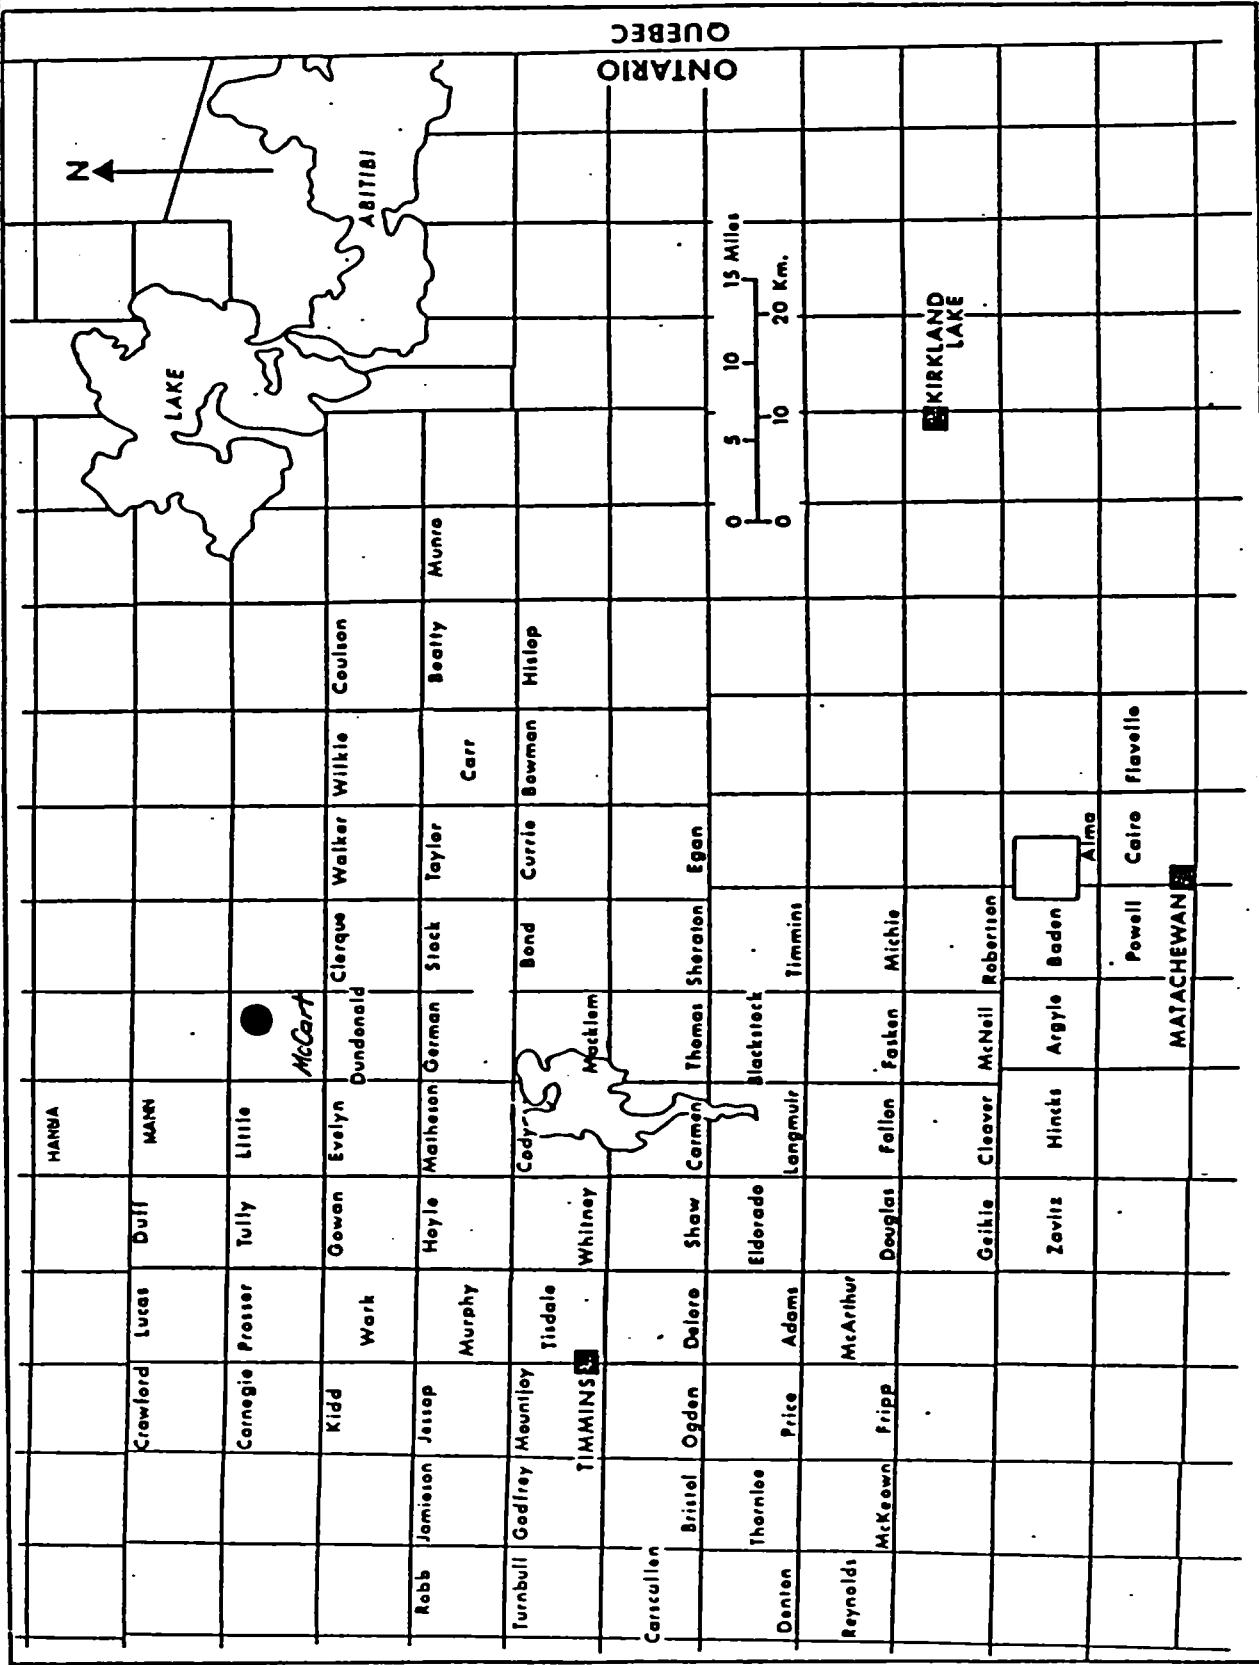 HANNA
N
Crawford Lucas Duff MANN
LAKE
Carnegie Prosser Tully Little
McCart
ABITIBI
Kidd Wark Gowan Evelyn Dundonald Clerque Walker Wilkie Coulson
Robb Jamieson Jessop Murphy Hoyle Matheson German Stock Taylor Carr Beatty Munro
Turnbull Godfrey Mountjoy Tisdale Whitney Cody Macklem Bond Currie Bowman Hislop
TIMMINS
ONTARIO
QUEBEC
Carscullen Bristol Ogden Deloro Shaw Carmen Thomas Sheraton Egan
0 5 10 15 Miles
0 10 20 Km.
Denton Thornloe Price Adams Eldorado Langmuir Blackstock Timmins
Reynolds McKeown Fripp McArthur Douglas Fallon Fasken Michie
KIRKLAND
LAKE
Geikie Cleaver McNeil Robertson
Zavitz Hincks Argyle Baden Alma
Powell Cairo Flavelle
MATACHEWAN